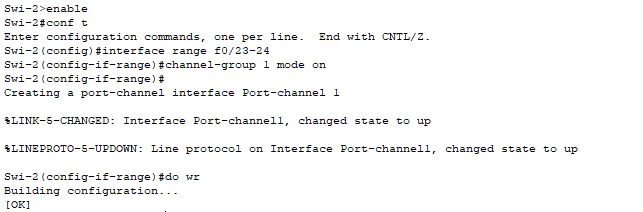 Swi-2>enable
Swi-2#conf t
Enter configuration commands, one per line.  End with CNTL/Z.
Swi-2(config)#interface range f0/23-24
Swi-2(config-if-range)#channel-group 1 mode on
Swi-2(config-if-range)#
Creating a port-channel interface Port-channel 1

%LINK-5-CHANGED: Interface Port-channel1, changed state to up

%LINEPROTO-5-UPDOWN: Line protocol on Interface Port-channel1, changed state to up

Swi-2(config-if-range)#do wr
Building configuration...
[OK]